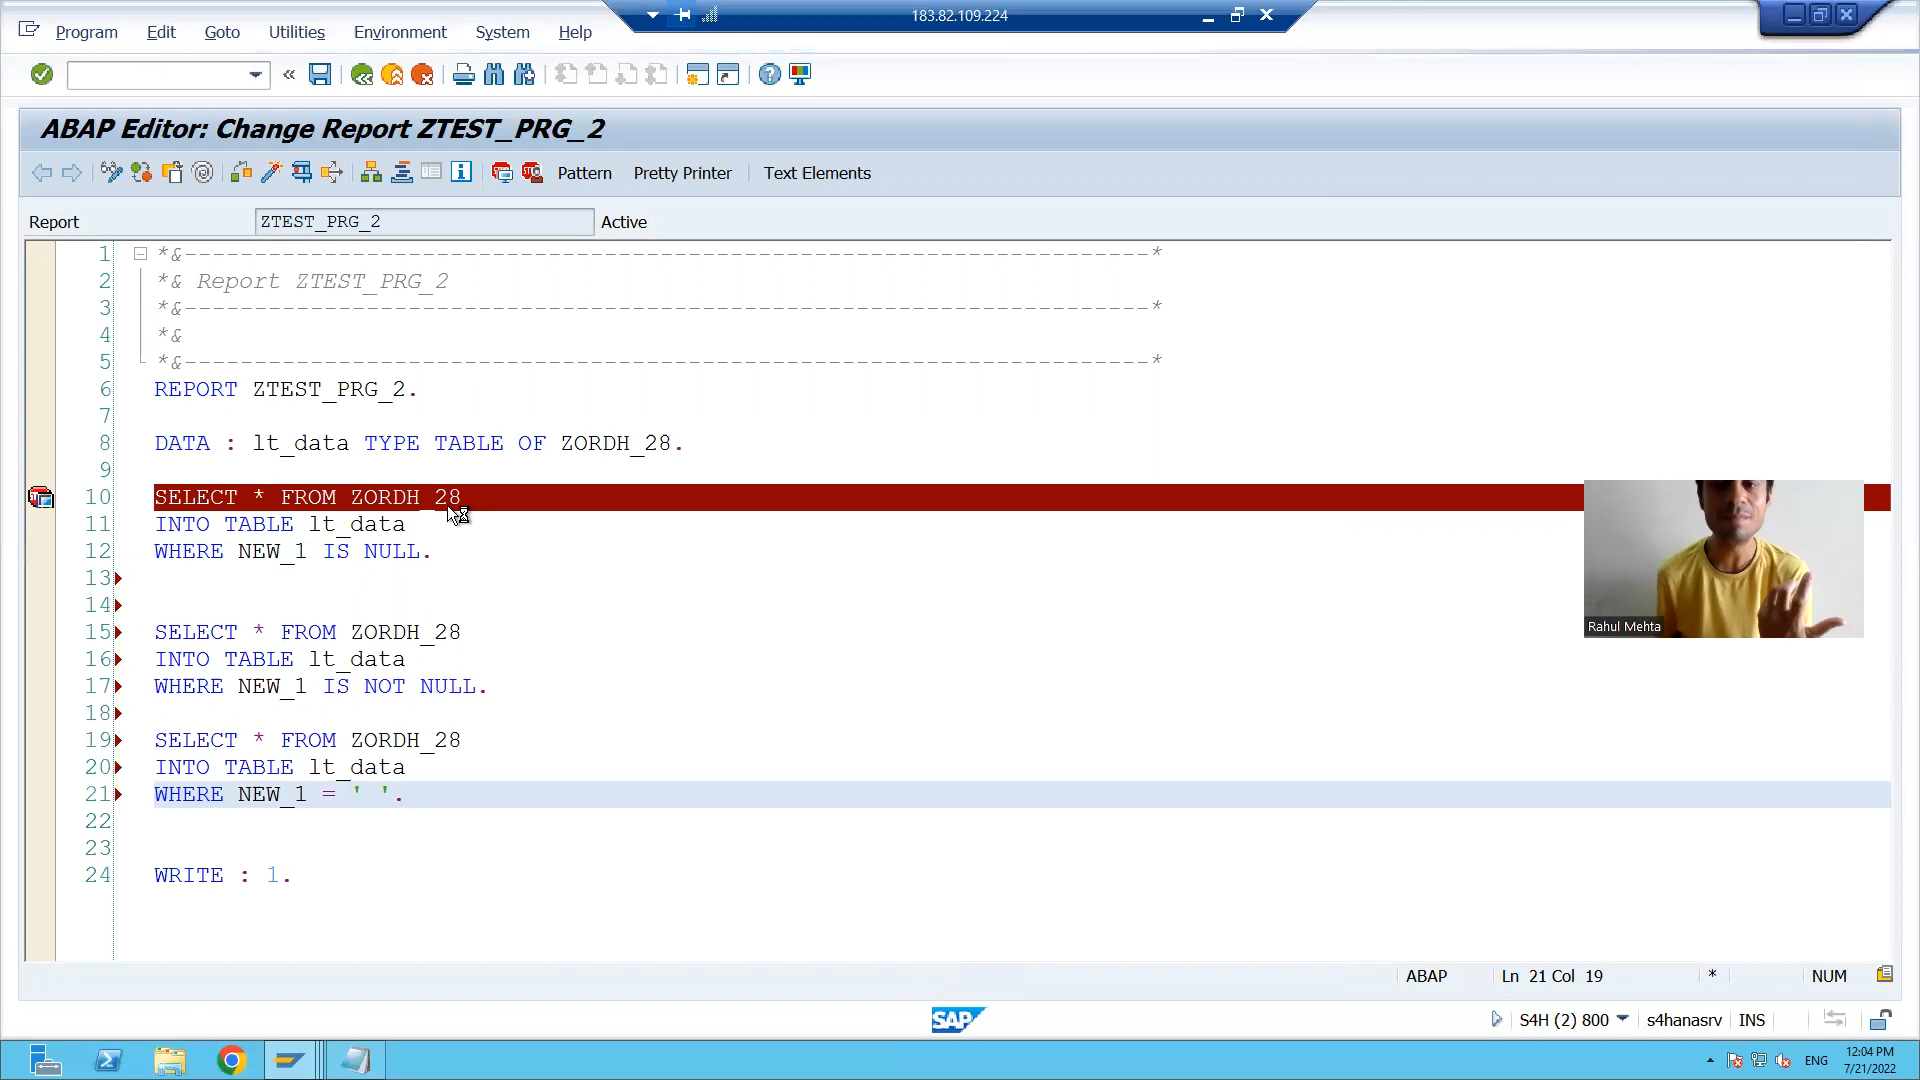 183.82.109.224
Program Edit Goto Utilities Environment System Help
ABAP Editor: Change Report ZTEST_PRG_2
Pattern Pretty Printer Text Elements
Report ZTEST_PRG_2 Active
1 *&---------------------------------------------------------------------*
2 *& Report ZTEST_PRG_2
3 *&---------------------------------------------------------------------*
4 *&
5 *&---------------------------------------------------------------------*
6 REPORT ZTEST_PRG_2.
7
8 DATA : lt_data TYPE TABLE OF ZORDH_28.
9
10 SELECT * FROM ZORDH_28
11 INTO TABLE lt_data
12 WHERE NEW_1 IS NULL.
13
14
15 SELECT * FROM ZORDH_28
16 INTO TABLE lt_data
17 WHERE NEW_1 IS NOT NULL.
18
19 SELECT * FROM ZORDH_28
20 INTO TABLE lt_data
21 WHERE NEW_1 = ' '.
22
23
24 WRITE : 1.
Rahul Mehta
ABAP Ln 21 Col 19 * NUM
SAP
S4H (2) 800 s4hanasrv INS
ENG 12:04 PM
7/21/2022